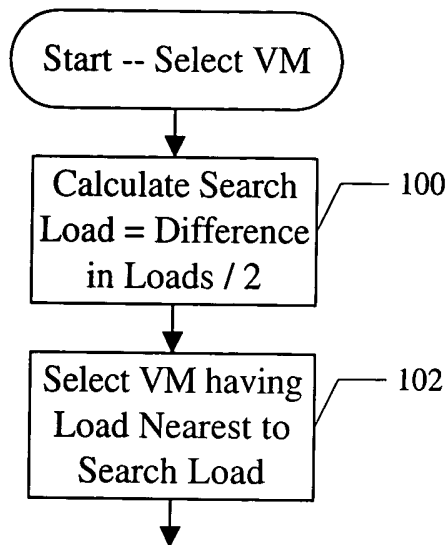 Start -- Select VM
Calculate Search
Load = Difference
in Loads / 2
100
Select VM having
Load Nearest to
Search Load
102